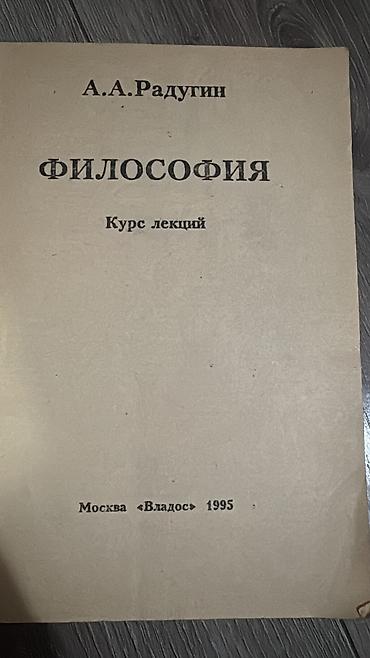 А.А.Радугин
ФИЛОСОФИЯ
Курс лекций
Москва «Владос» 1995